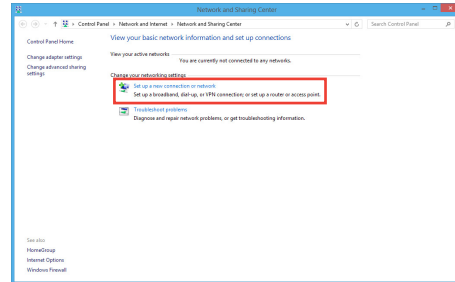 Network and Sharing Center
Control Panel > Network and Internet > Network and Sharing Center
Search Control Panel
Control Panel Home
Change adapter settings
Change advanced sharing
settings
View your basic network information and set up connections
View your active networks
You are currently not connected to any networks.
Change your networking settings
Set up a new connection or network
Set up a broadband, dial-up, or VPN connection; or set up a router or access point.
Troubleshoot problems
Diagnose and repair network problems, or get troubleshooting information.
See also
HomeGroup
Internet Options
Windows Firewall